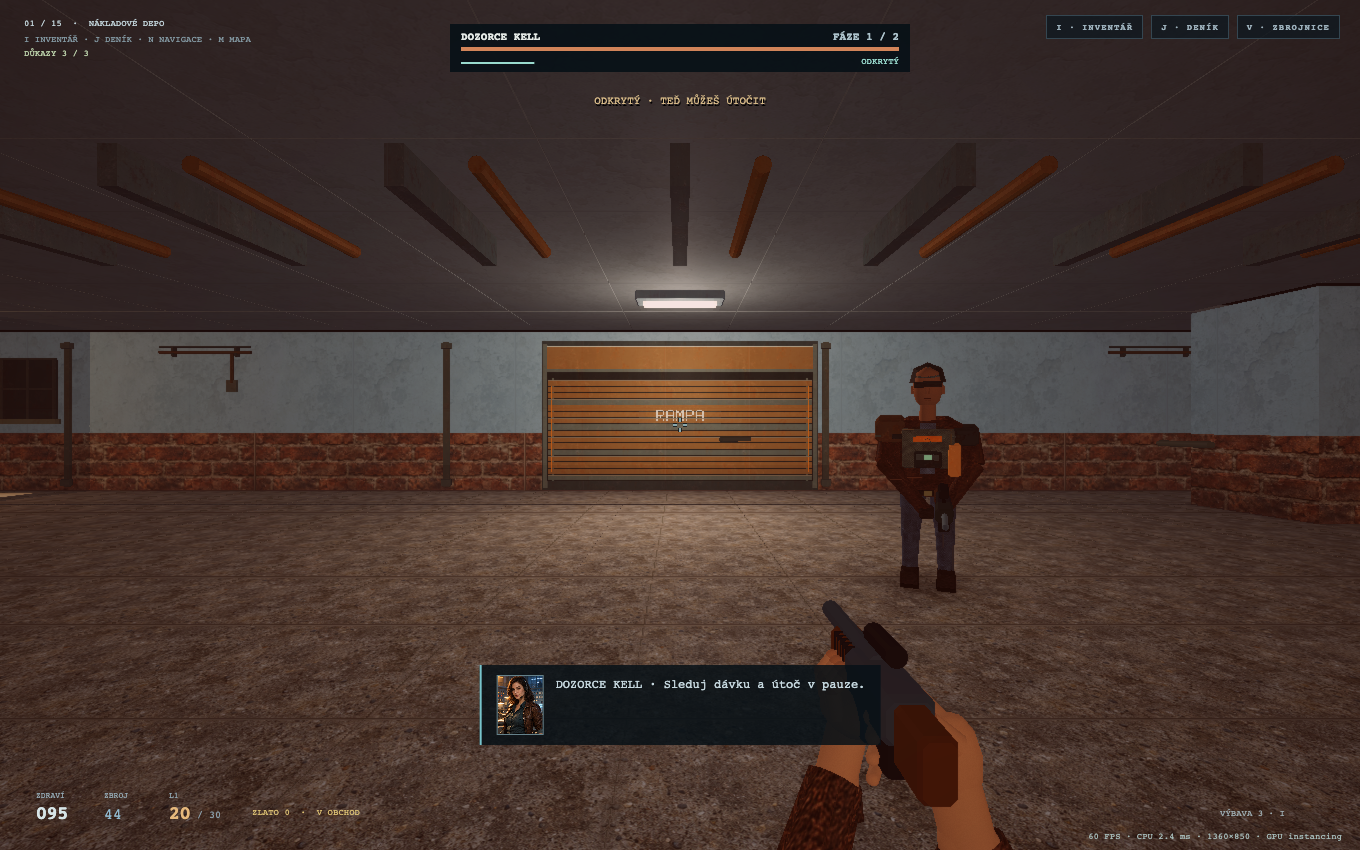 01 / 15 · NÁKLADOVÉ DEPO
I INVENTÁŘ · J DENÍK · N NAVIGACE · M MAPA
DŮKAZY 3 / 3
DOZORCE KELL
FÁZE 1 / 2
ODKRYTÝ
I · INVENTÁŘ
J · DENÍK
V · ZBROJNICE
ODKRYTÝ · TEĎ MŮŽEŠ ÚTOČIT
RAMPA
DOZORCE KELL · Sleduj dávku a útoč v pauze.
ZDRAVÍ
095
ZBROJ
44
L1
20 / 30
ZLATO 0 · V OBCHOD
VÝBAVA 3 · I
60 FPS · CPU 2.4 ms · 1360×850 · GPU instancing